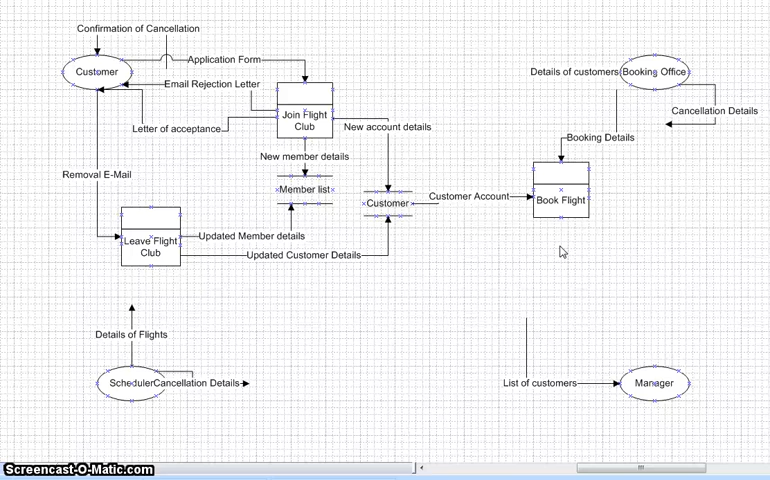 Confirmation of Cancellation
Application Form
Customer
Details of customers
Booking Office
Email Rejection Letter
Cancellation Details
Join Flight
Club
Letter of acceptance
New account details
Booking Details
New member details
Removal E-Mail
Member list
Customer
Customer Account
Book Flight
Updated Member details
Leave Flight
Club
Updated Customer Details
Details of Flights
Scheduler
Cancellation Details
List of customers
Manager
Screencast-O-Matic.com